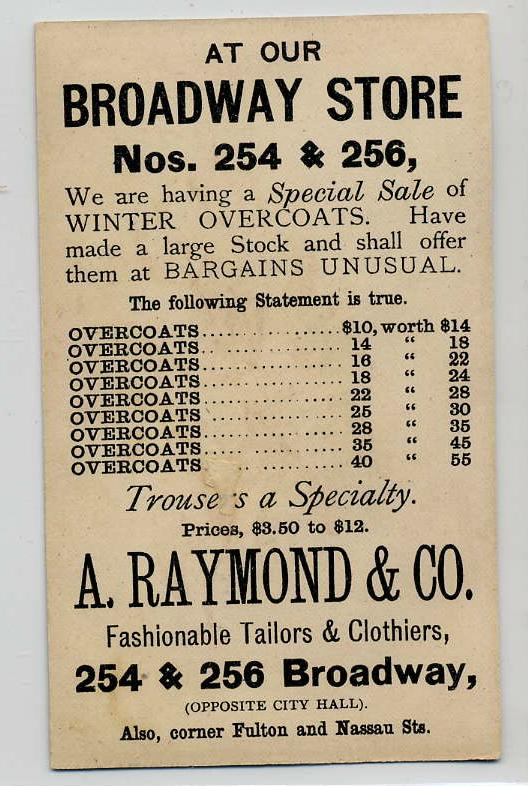 AT OUR
BROADWAY STORE
Nos. 254 & 256,
We are having a Special Sale of
WINTER OVERCOATS. Have
made a large Stock and shall offer
them at BARGAINS UNUSUAL.
The following Statement is true.
OVERCOATS.................... $10, worth $14
OVERCOATS.................... 14 “ 18
OVERCOATS.................... 16 “ 22
OVERCOATS.................... 18 “ 24
OVERCOATS.................... 22 “ 28
OVERCOATS.................... 25 “ 30
OVERCOATS.................... 28 “ 35
OVERCOATS.................... 35 “ 45
OVERCOATS.................... 40 “ 55
Trouse s a Specialty.
Prices, $3.50 to $12.
A. RAYMOND & CO.
Fashionable Tailors & Clothiers,
254 & 256 Broadway,
(OPPOSITE CITY HALL).
Also, corner Fulton and Nassau Sts.